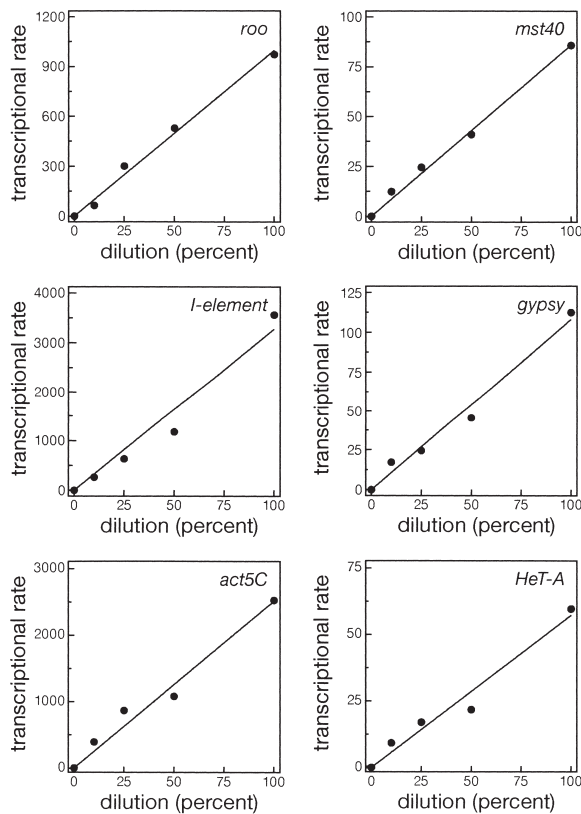 roo
transcriptional rate
1200
900
600
300
0
0 25 50 75 100
dilution (percent)
mst40
transcriptional rate
100
75
50
25
0
0 25 50 75 100
dilution (percent)
I-element
transcriptional rate
4000
3000
2000
1000
0
0 25 50 75 100
dilution (percent)
gypsy
transcriptional rate
125
100
75
50
25
0
0 25 50 75 100
dilution (percent)
act5C
transcriptional rate
3000
2000
1000
0
0 25 50 75 100
dilution (percent)
HeT-A
transcriptional rate
75
50
25
0
0 25 50 75 100
dilution (percent)